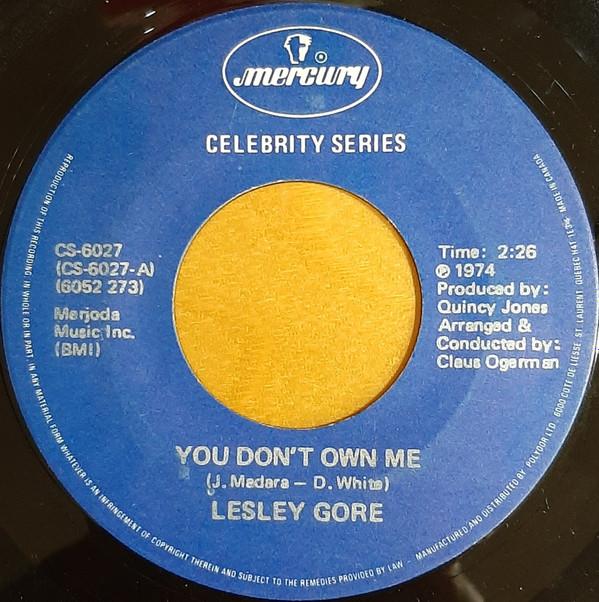 mercury
®
CELEBRITY SERIES
CS-6027
(CS-6027-A)
(6052 273)
Merjoda
Music Inc.
(BMI)
Time: 2:26
℗ 1974
Produced by:
Quincy Jones
Arranged &
Conducted by:
Claus Ogerman
YOU DON'T OWN ME
(J. Madara — D. White)
LESLEY GORE
REPRODUCTION OF THIS RECORDING IN WHOLE OR IN PART, IN ANY MATERIAL FORM WHATEVER IS AN INFRINGEMENT OF COPYRIGHT THEREIN AND SUBJECT TO THE REMEDIES PROVIDED BY LAW - MANUFACTURED AND DISTRIBUTED BY POLYDOR LTD. 6000 COTE DE LIESSE, ST. LAURENT, QUEBEC H4T 1E3 MADE IN CANADA